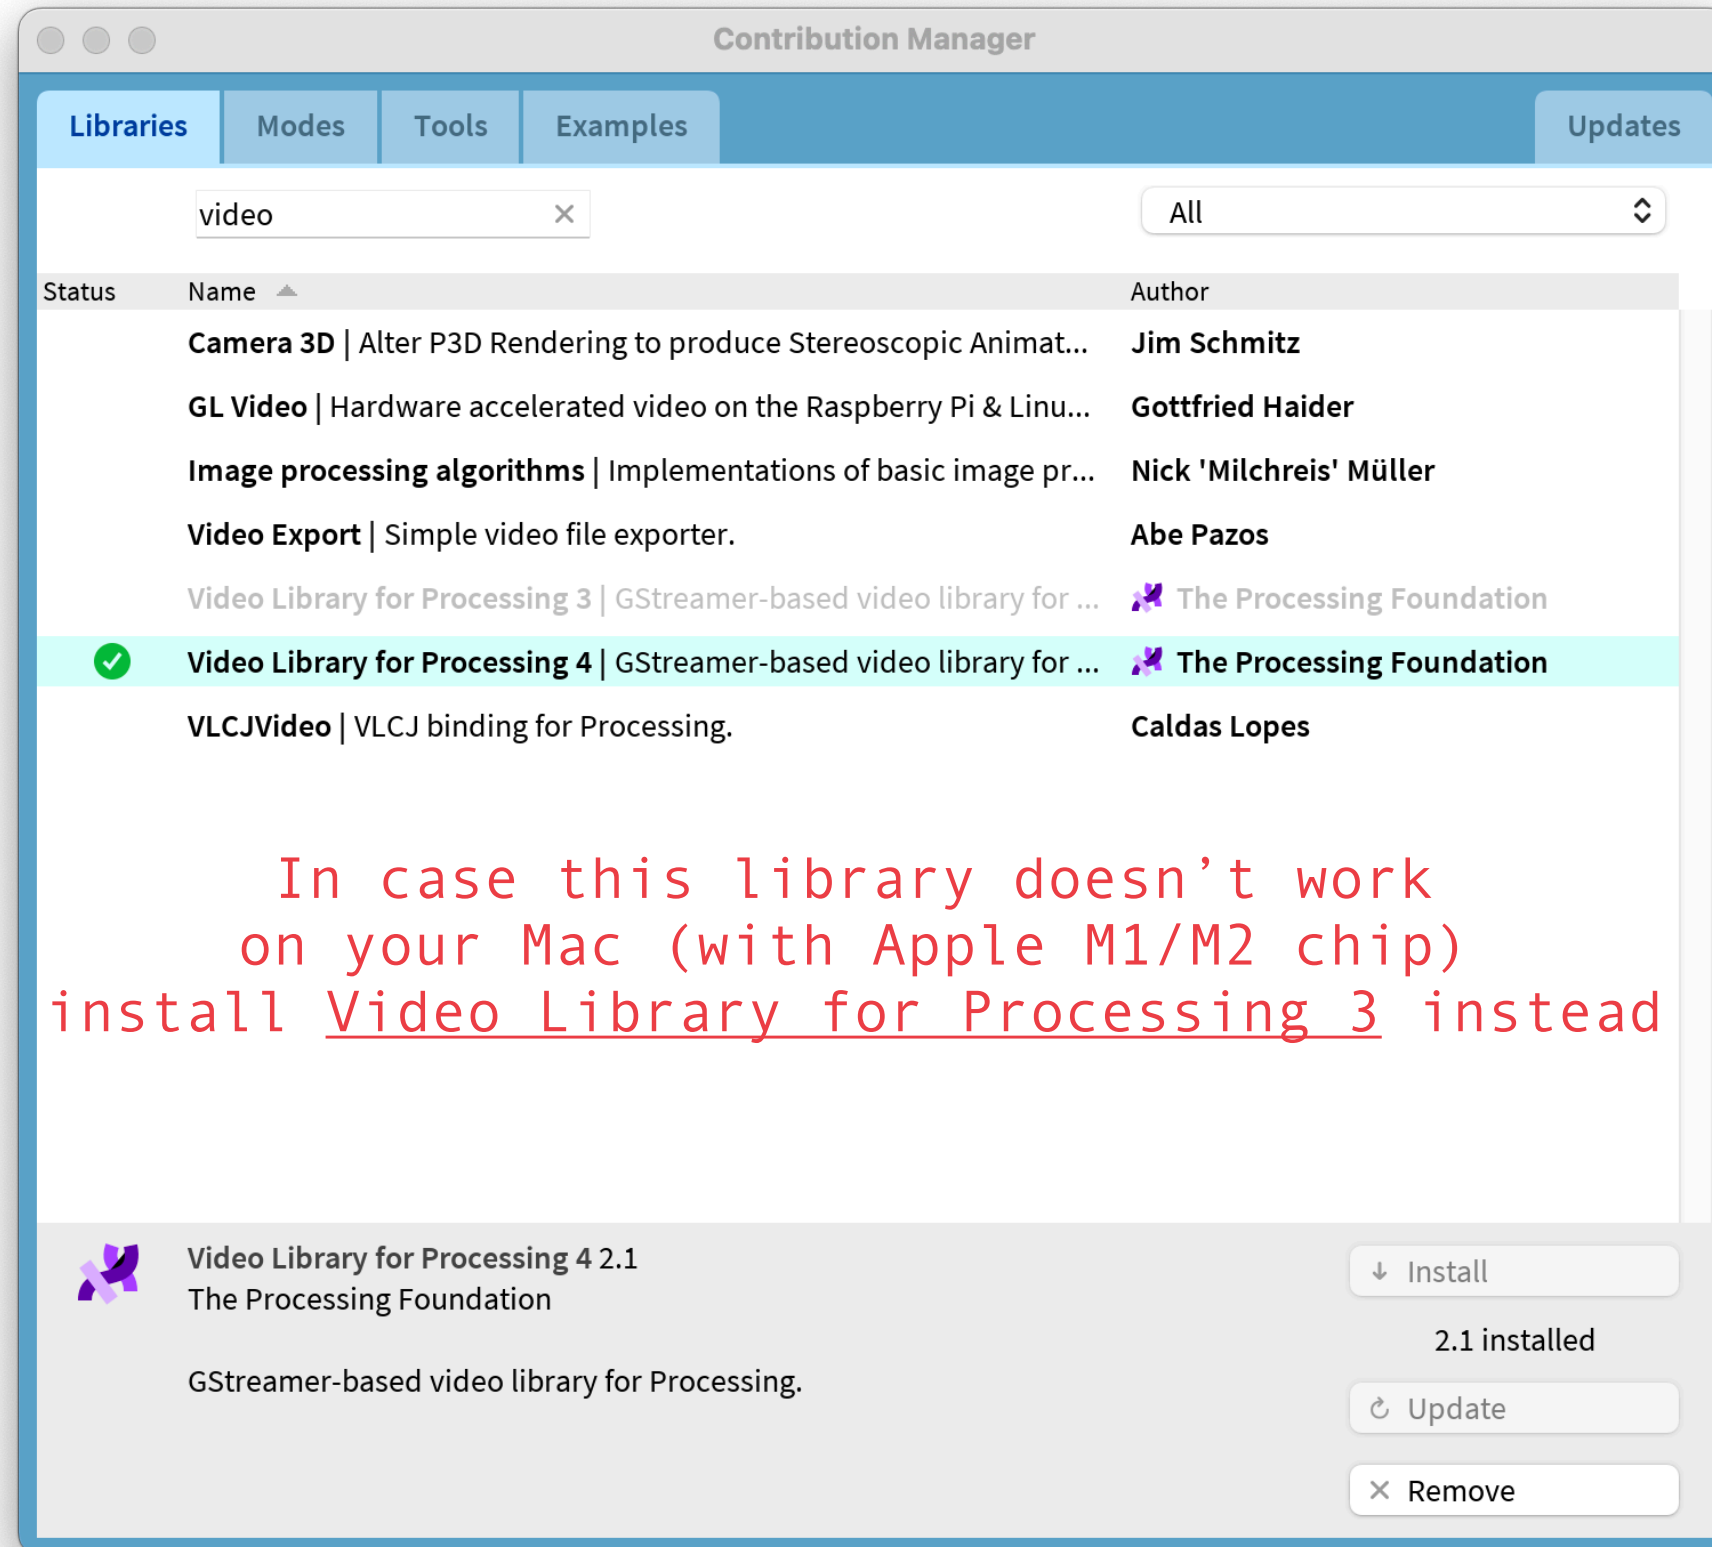 Contribution Manager
Libraries Modes Tools Examples Updates
video All
Status Name Author
Camera 3D | Alter P3D Rendering to produce Stereoscopic Animat... Jim Schmitz
GL Video | Hardware accelerated video on the Raspberry Pi & Linu... Gottfried Haider
Image processing algorithms | Implementations of basic image pr... Nick 'Milchreis' Müller
Video Export | Simple video file exporter. Abe Pazos
Video Library for Processing 3 | GStreamer-based video library for ... The Processing Foundation
Video Library for Processing 4 | GStreamer-based video library for ... The Processing Foundation
VLCJVideo | VLCJ binding for Processing. Caldas Lopes
In case this library doesn’t work
on your Mac (with Apple M1/M2 chip)
install Video Library for Processing 3 instead
Video Library for Processing 4 2.1
The Processing Foundation
GStreamer-based video library for Processing.
Install
2.1 installed
Update
Remove